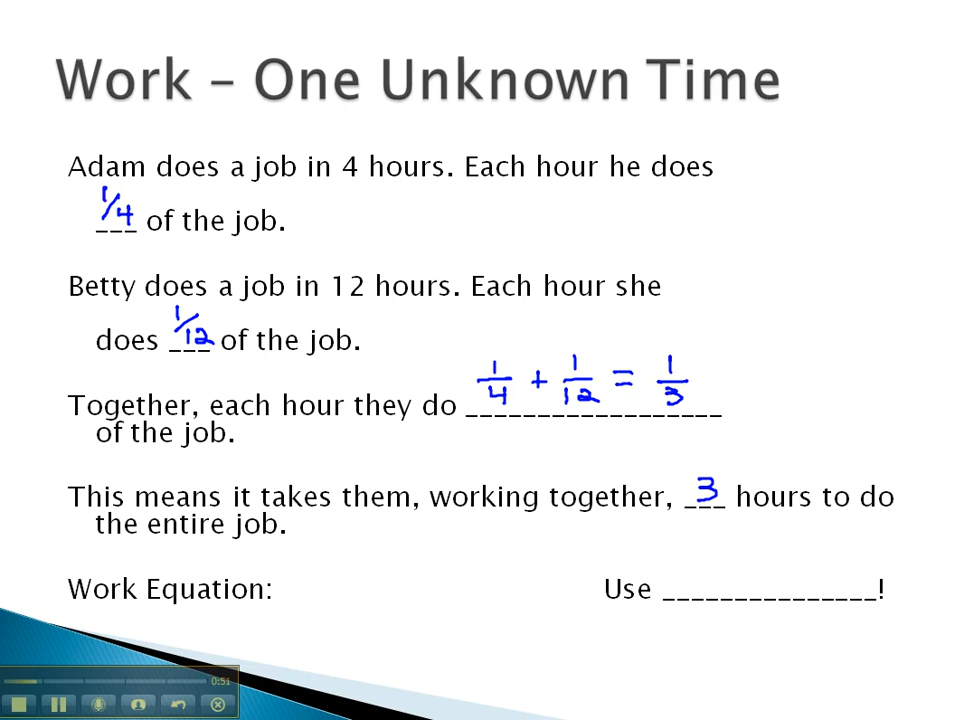 Work – One Unknown Time
Adam does a job in 4 hours. Each hour he does
1/4 of the job.
Betty does a job in 12 hours. Each hour she
does 1/12 of the job.
Together, each hour they do 1/4 + 1/12 = 1/3
of the job.
This means it takes them, working together, 3 hours to do
the entire job.
Work Equation: Use _______________!
0:51